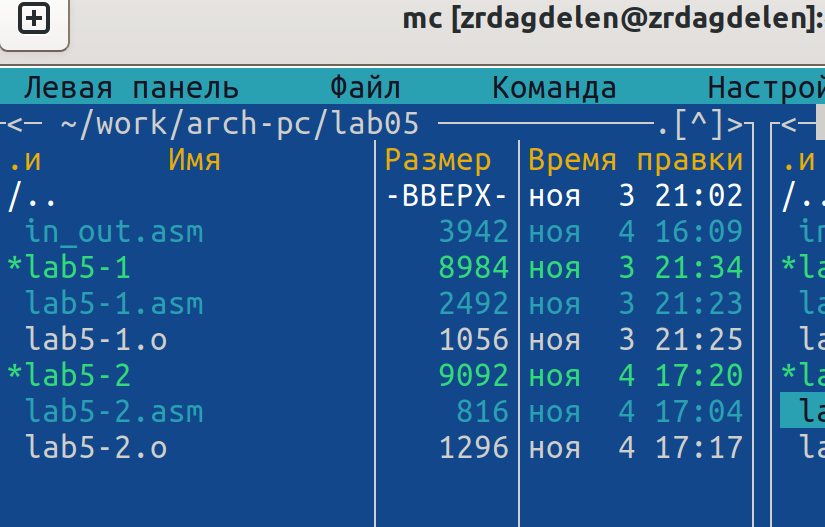 mc [zrdagdelen@zrdagdelen]:
Левая панель Файл Команда Настрой
<— ~/work/arch-pc/lab05 .[^]> <
.и Имя Размер Время правки .и
/.. -ВВЕРХ- ноя 3 21:02 /..
in_out.asm 3942 ноя 4 16:09 in
*lab5-1 8984 ноя 3 21:34 *la
lab5-1.asm 2492 ноя 3 21:23 la
lab5-1.o 1056 ноя 3 21:25 la
*lab5-2 9092 ноя 4 17:20 *la
lab5-2.asm 816 ноя 4 17:04 la
lab5-2.o 1296 ноя 4 17:17 la